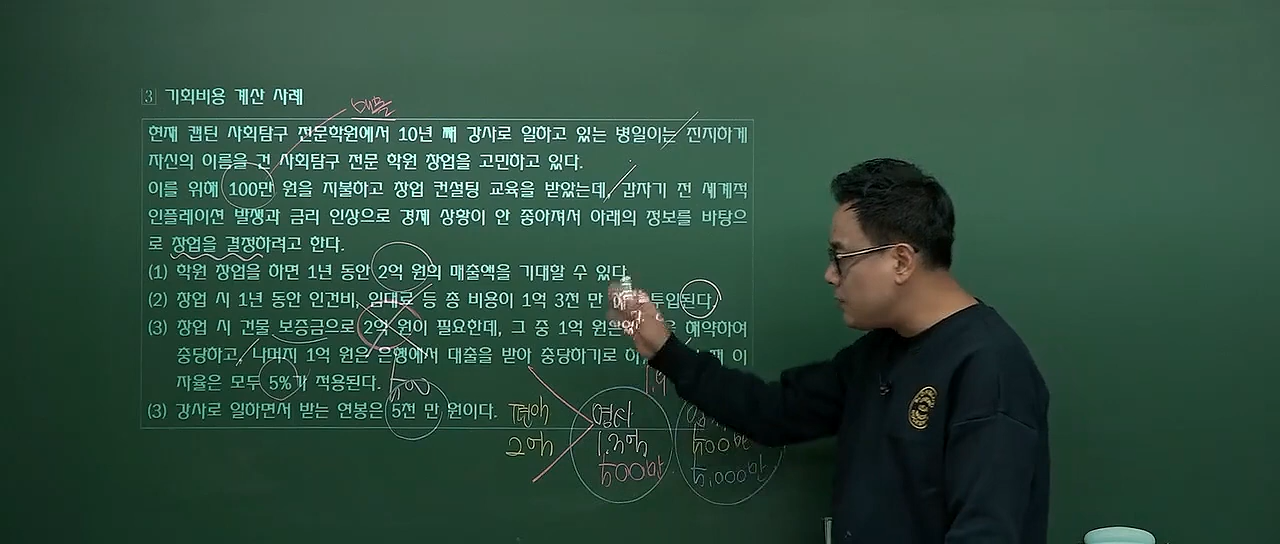 3 기회비용 계산 사례
매몰
현재 캡틴 사회탐구 전문학원에서 10년 째 강사로 일하고 있는 병일이는 진지하게
자신의 이름을 건 사회탐구 전문 학원 창업을 고민하고 있다.
이를 위해 100만 원을 지불하고 창업 컨설팅 교육을 받았는데, 갑자기 전 세계적
인플레이션 발생과 금리 인상으로 경제 상황이 안 좋아져서 아래의 정보를 바탕으
로 창업을 결정하려고 한다.
(1) 학원 창업을 하면 1년 동안 2억 원의 매출액을 기대할 수 있다.
(2) 창업 시 1년 동안 인건비, 임대료 등 총 비용이 1억 3천 만 투입된다.
(3) 창업 시 건물 보증금으로 2억 원이 필요한데, 그 중 1억 원은 해약하여
충당하고, 나머지 1억 원은 은행에서 대출을 받아 충당하기로 이
자율은 모두 5%가 적용된다.
500
(3) 강사로 일하면서 받는 연봉은 5천 만 원이다.
편익 명시
2억 1.3억 500만
500만 5,000만